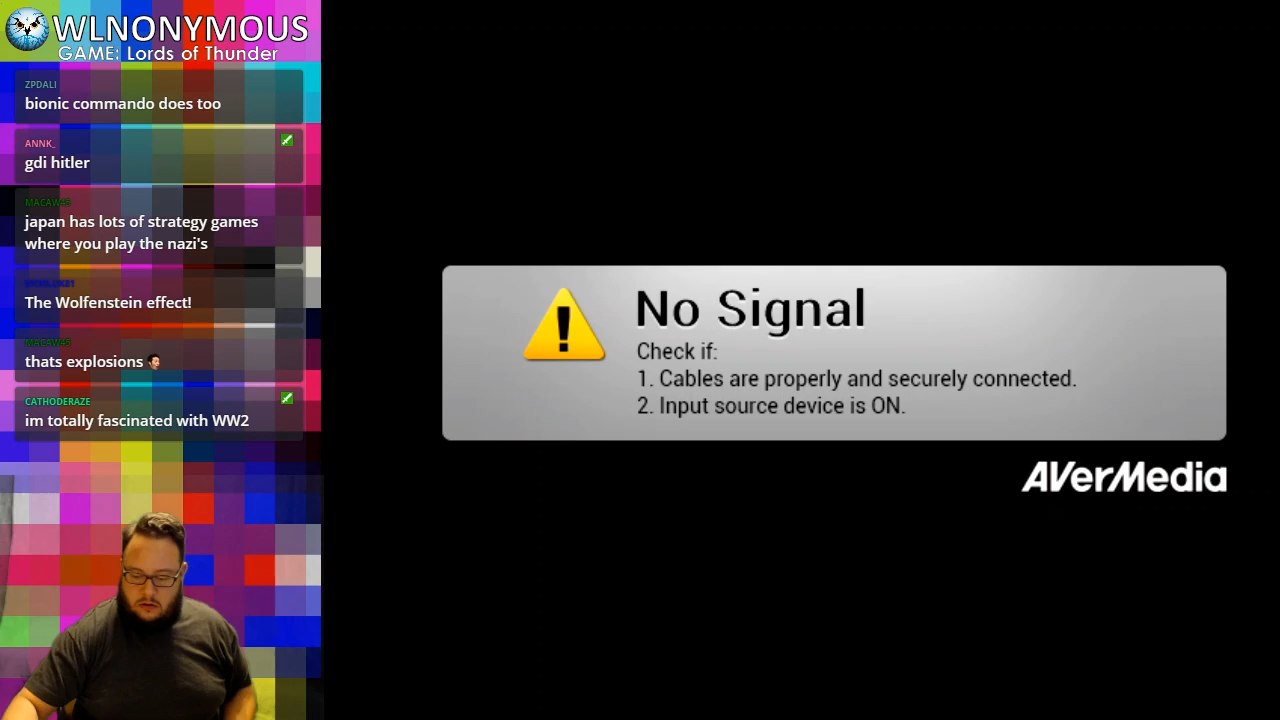 WLNONYMOUS
GAME: Lords of Thunder
ZPDALI
bionic commando does too
ANNK_
gdi hitler
MACAW45
japan has lots of strategy games
where you play the nazi's
The Wolfenstein effect!
MACAW45
thats explosions
CATHODERAZE
im totally fascinated with WW2
No Signal
Check if:
1. Cables are properly and securely connected.
2. Input source device is ON.
AVerMedia